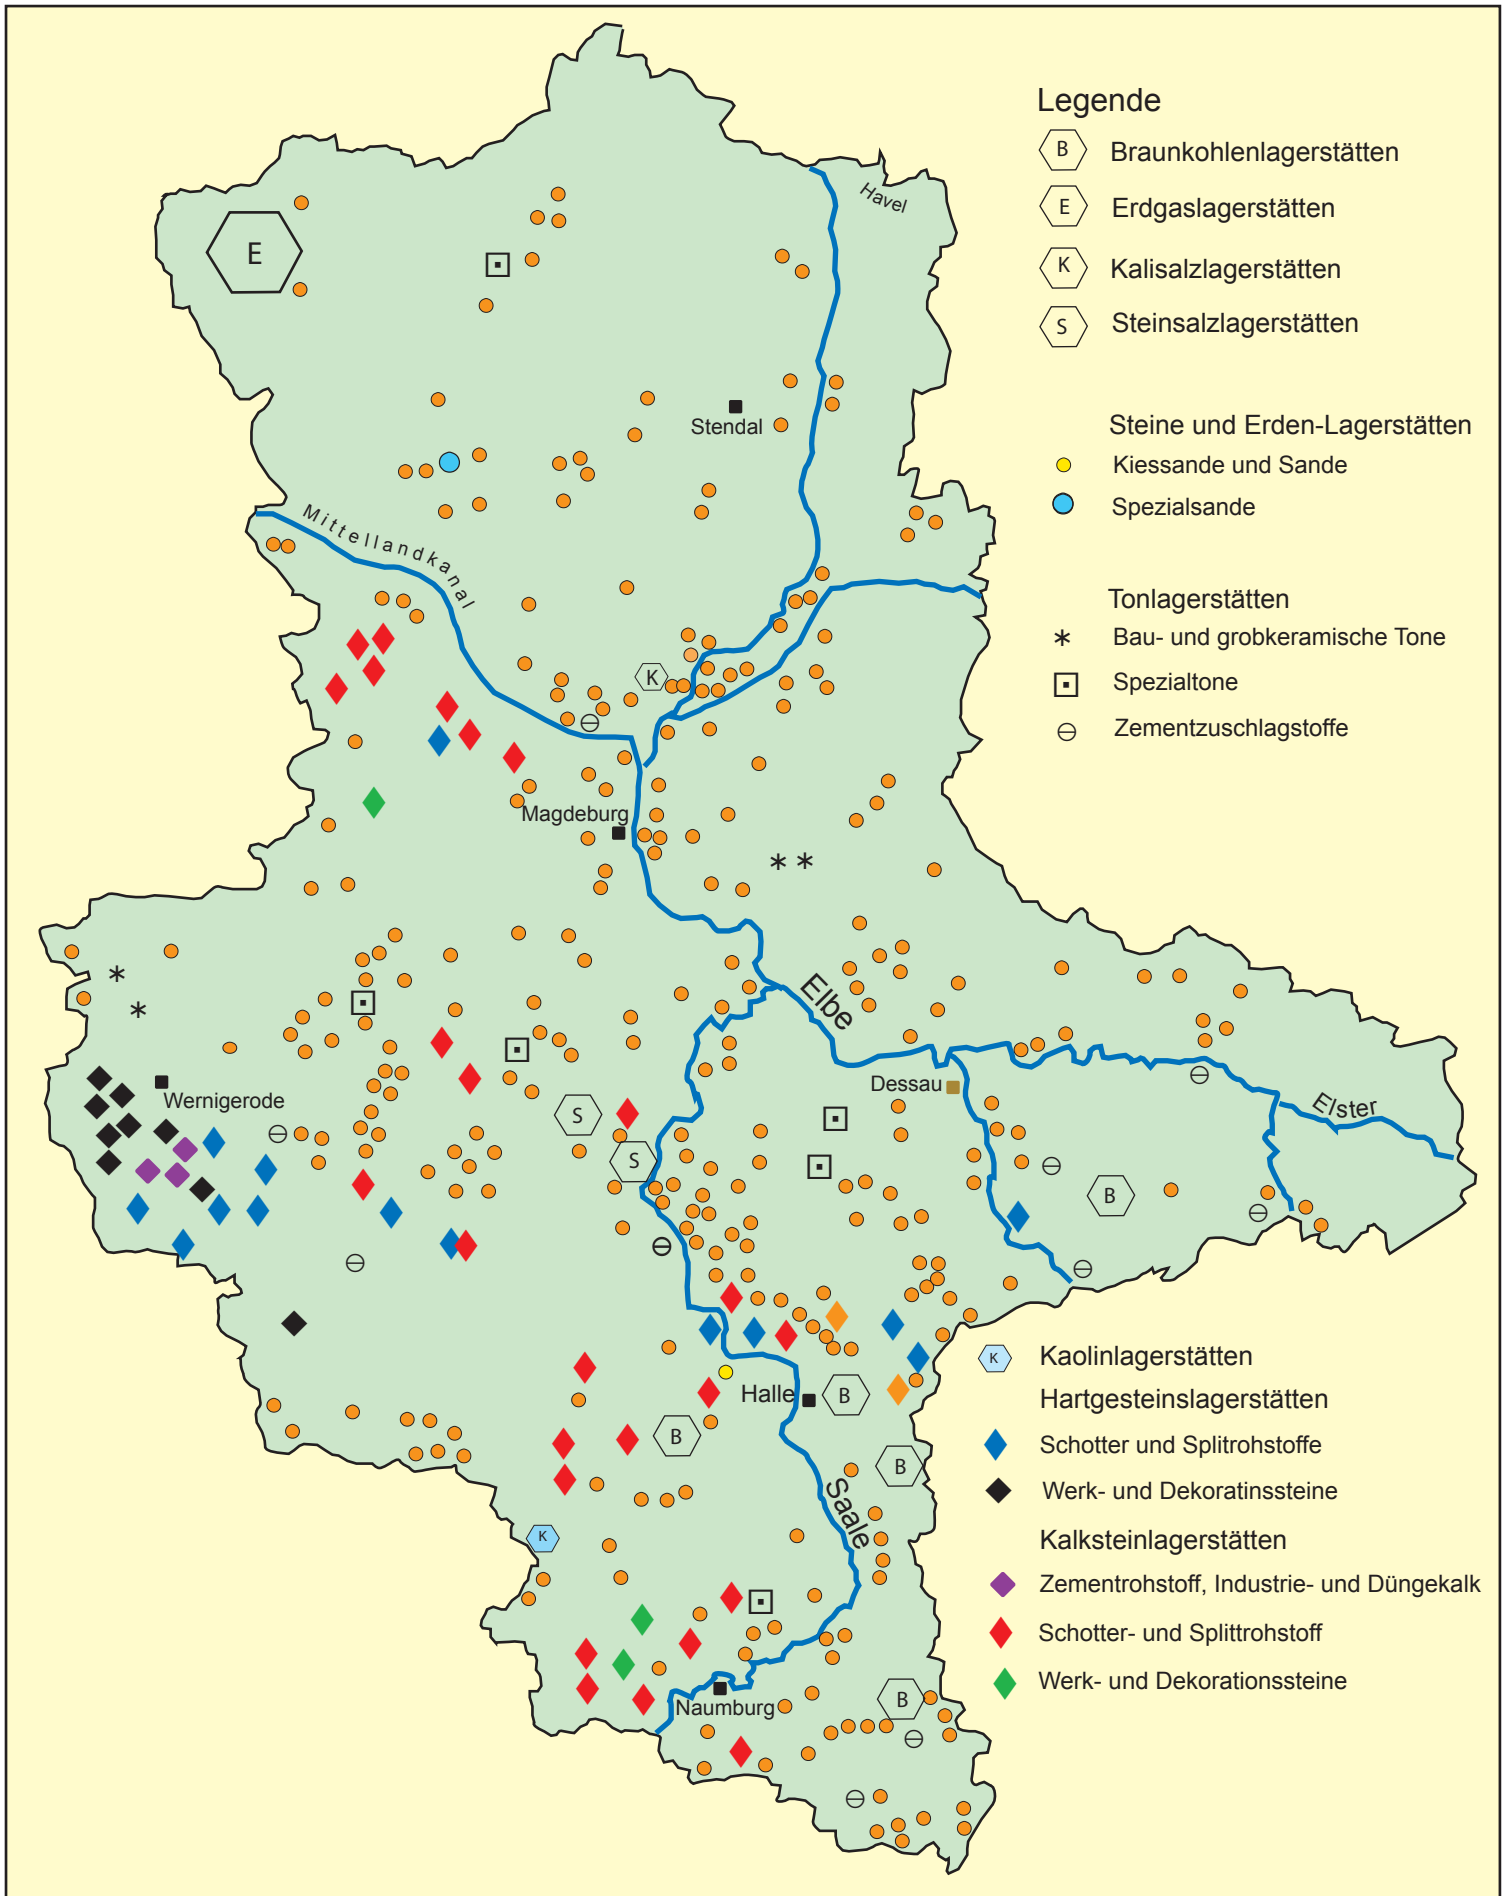 Legende
B Braunkohlenlagerstätten
E Erdgaslagerstätten
K Kalisalzlagerstätten
S Steinsalzlagerstätten
Steine und Erden-Lagerstätten
Kiessande und Sande
Spezialsande
Tonlagerstätten
Bau- und grobkeramische Tone
Spezialtone
Zementzuschlagstoffe
K Kaolinlagerstätten
Hartgesteinslagerstätten
Schotter und Splitrohstoffe
Werk- und Dekoratinssteine
Kalksteinlagerstätten
Zementrohstoff, Industrie- und Düngekalk
Schotter- und Splittrohstoff
Werk- und Dekorationssteine
Havel
E
Stendal
Mittellandkanal
K
Magdeburg
Elbe
Dessau
Wernigerode
Elster
S
S
B
Halle
B
B
B
Saale
K
Naumburg
B